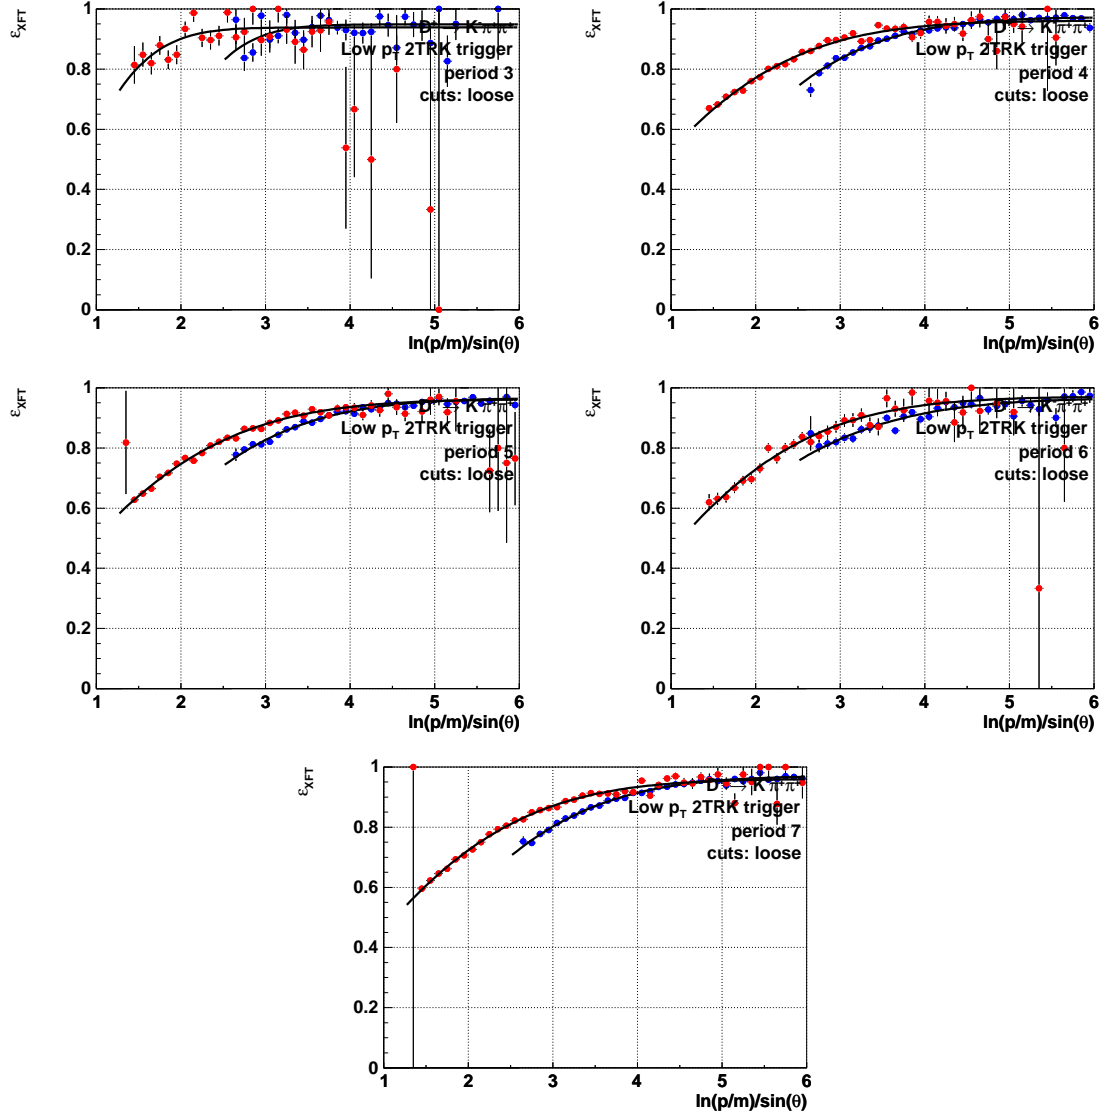 ε_XFT
D⁺ → K⁻π⁺π⁺
Low p_T 2TRK trigger
period 3
cuts: loose
1
0.8
0.6
0.4
0.2
0
1 2 3 4 5 6
ln(p/m)/sin(θ)
ε_XFT
D⁺ → K⁻π⁺π⁺
Low p_T 2TRK trigger
period 4
cuts: loose
1
0.8
0.6
0.4
0.2
0
1 2 3 4 5 6
ln(p/m)/sin(θ)
ε_XFT
D⁺ → K⁻π⁺π⁺
Low p_T 2TRK trigger
period 5
cuts: loose
1
0.8
0.6
0.4
0.2
0
1 2 3 4 5 6
ln(p/m)/sin(θ)
ε_XFT
D⁺ → K⁻π⁺π⁺
Low p_T 2TRK trigger
period 6
cuts: loose
1
0.8
0.6
0.4
0.2
0
1 2 3 4 5 6
ln(p/m)/sin(θ)
ε_XFT
D⁺ → K⁻π⁺π⁺
Low p_T 2TRK trigger
period 7
cuts: loose
1
0.8
0.6
0.4
0.2
0
1 2 3 4 5 6
ln(p/m)/sin(θ)